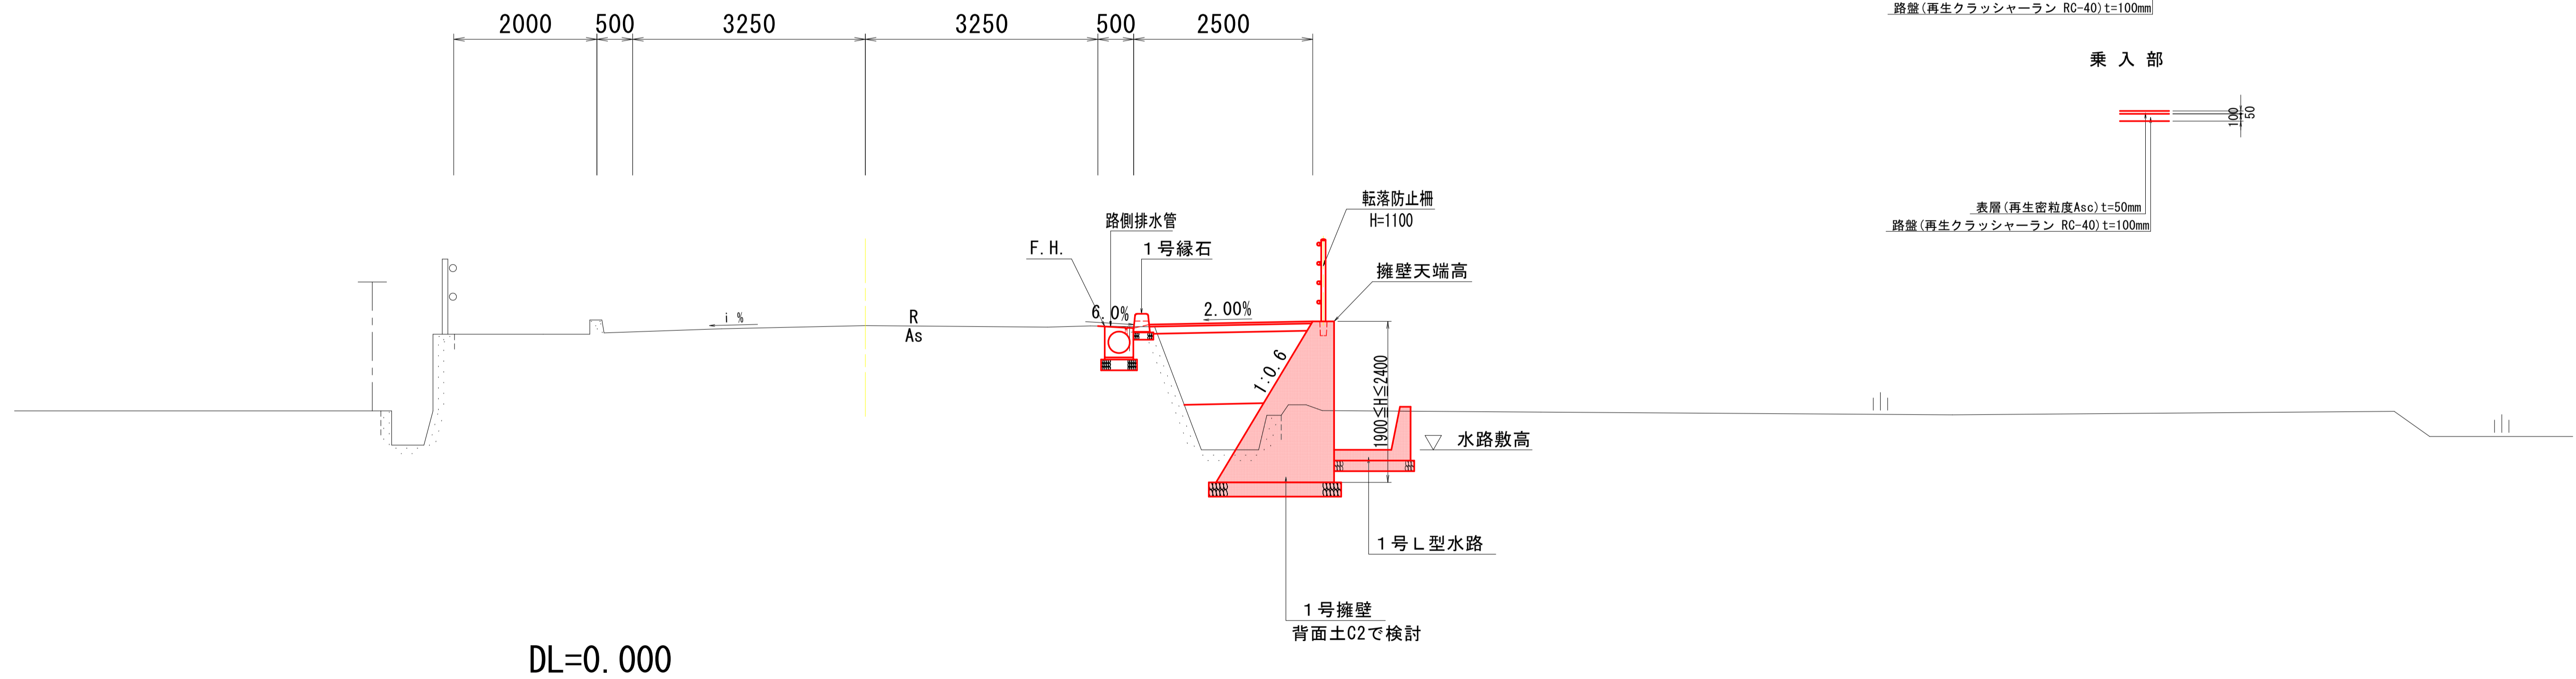 路盤(再生クラッシャーラン RC-40)t=100mm
2000 500 3250 3250 500 2500
乗 入 部
100
50
表層(再生密粒度Asc)t=50mm
路盤(再生クラッシャーラン RC-40)t=100mm
転落防止柵
H=1100
路側排水管
F.H.
1号縁石
擁壁天端高
6.0%
2.00%
i %
R
As
1:0.6
1900≦H≦2400
水路敷高
1号L型水路
1号擁壁
背面土C2で検討
DL=0.000